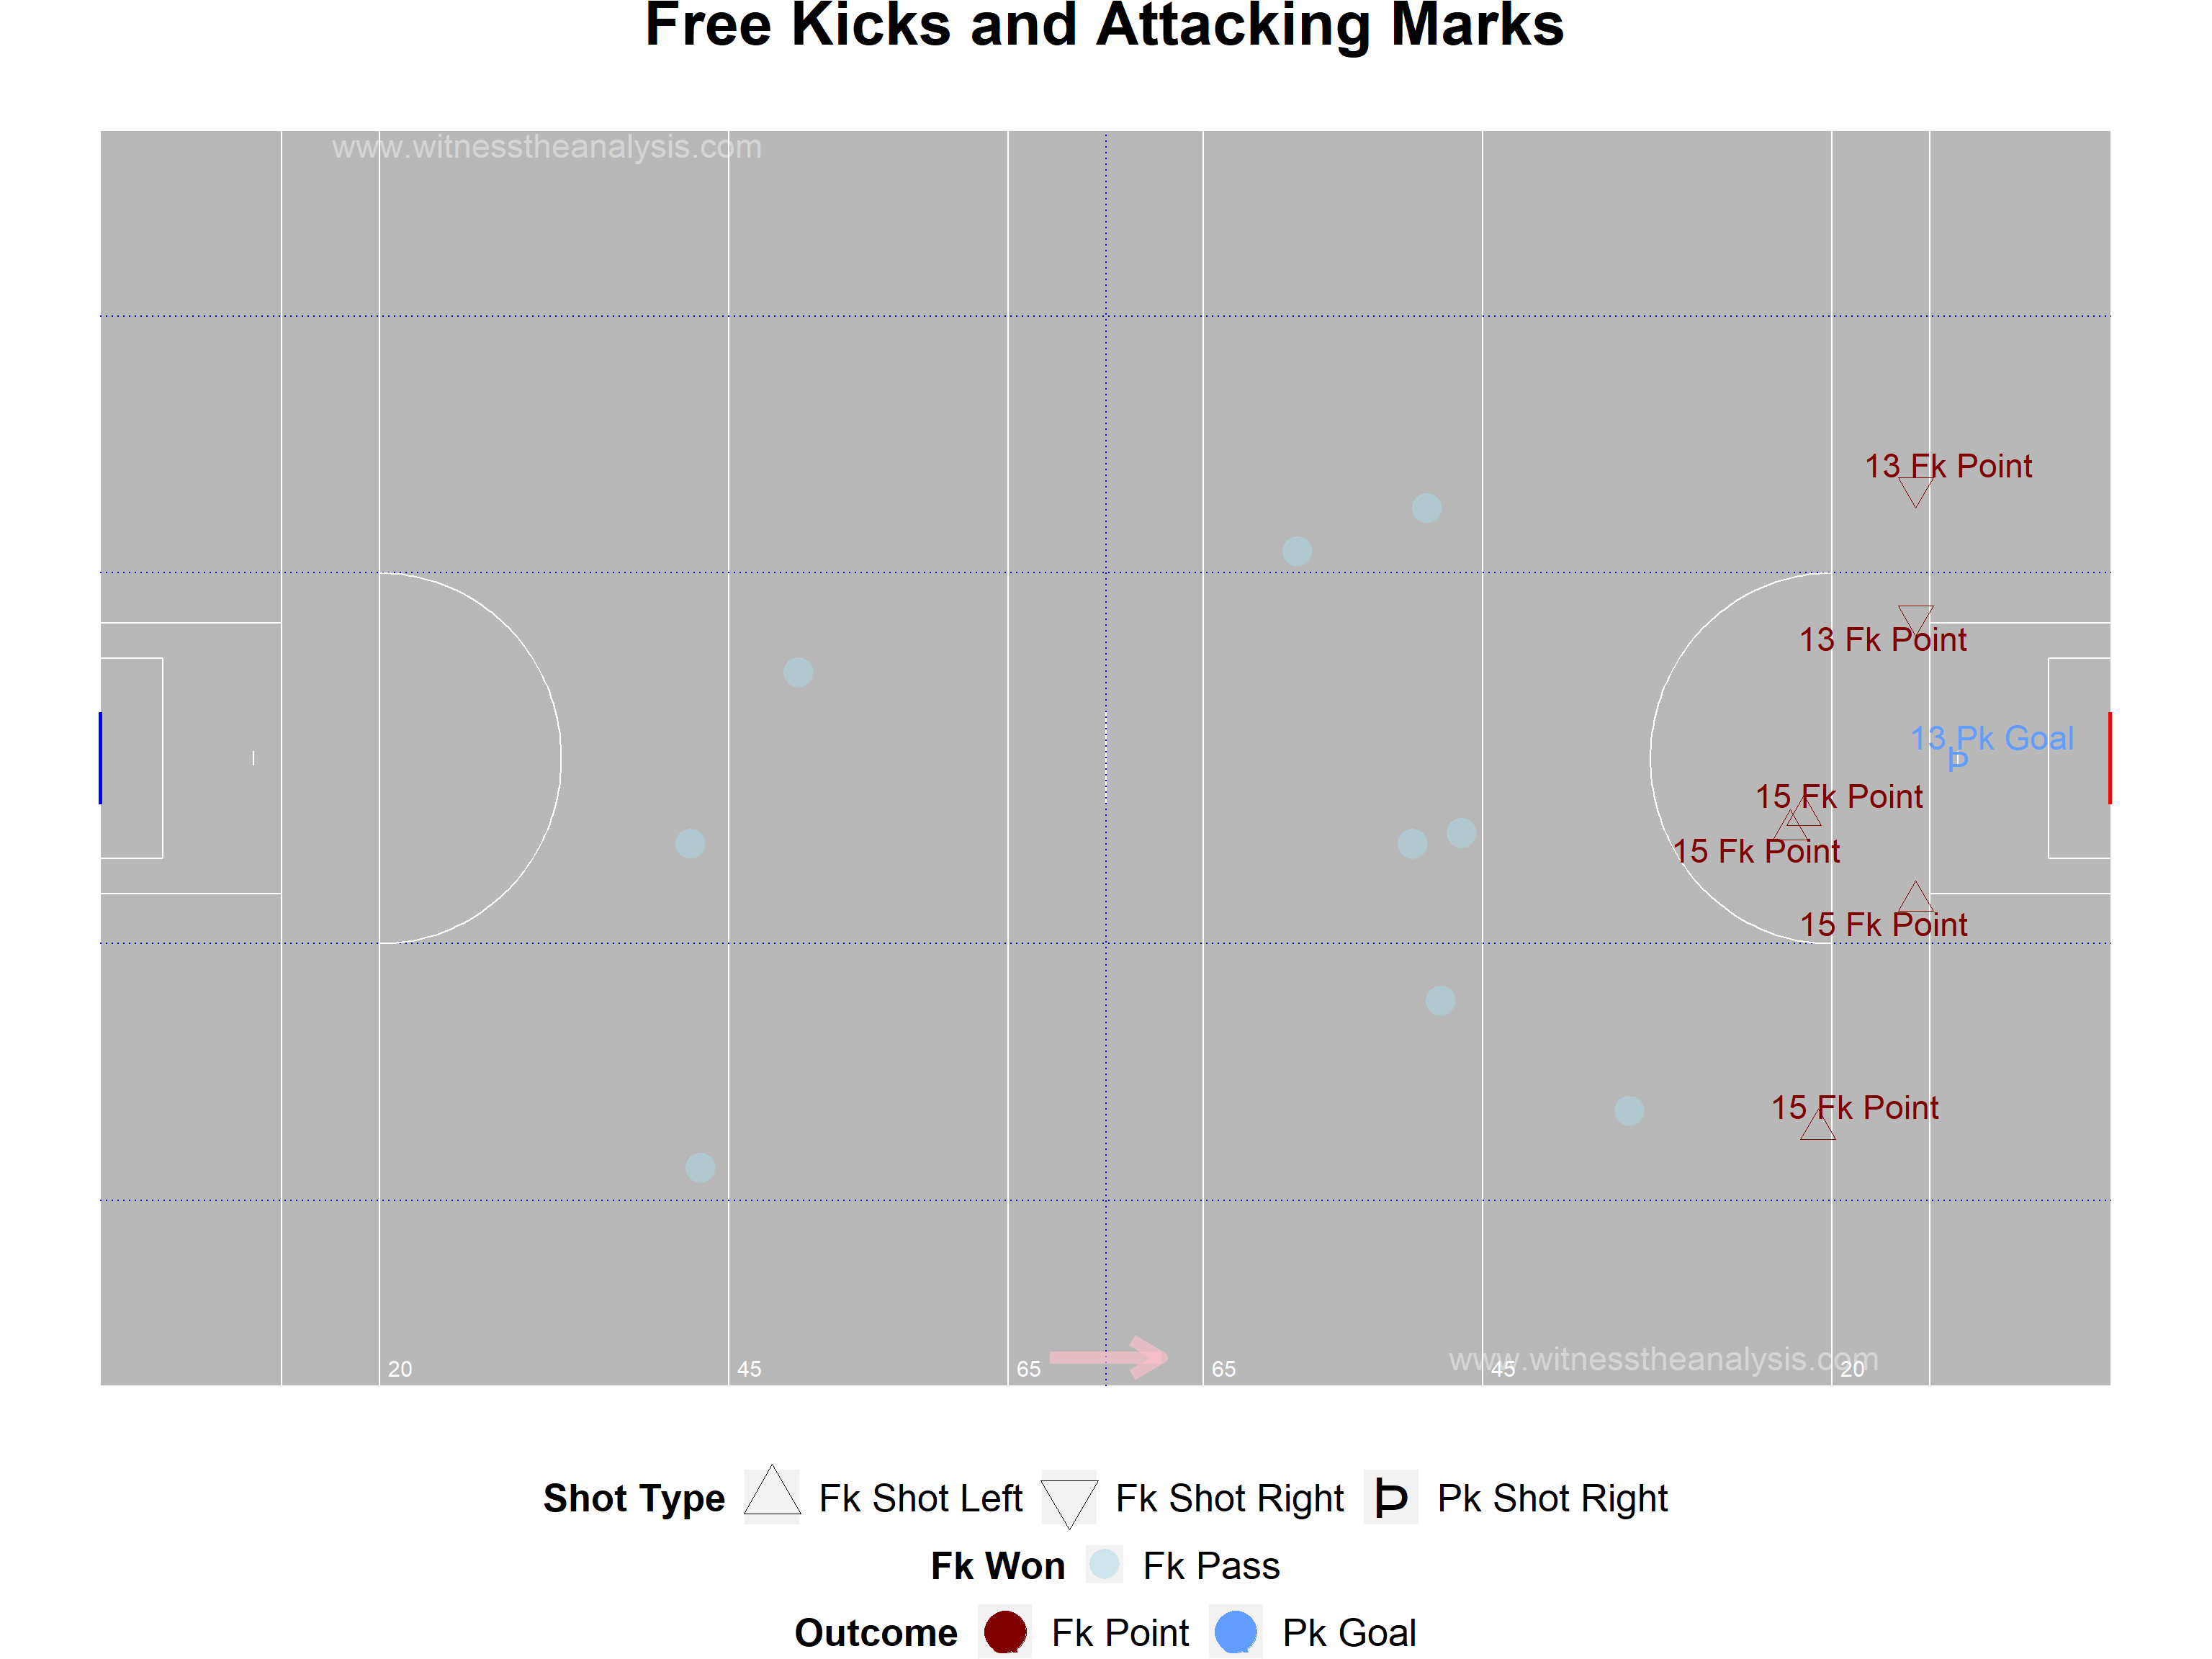 Free Kicks and Attacking Marks
www.witnesstheanalysis.com
13 Fk Point
13 Fk Point
13 Pk Goal
15 Fk Point
15 Fk Point
15 Fk Point
15 Fk Point
www.witnesstheanalysis.com
20 45 65 65 45 20
Shot Type Fk Shot Left Fk Shot Right Pk Shot Right
Fk Won Fk Pass
Outcome Fk Point Pk Goal